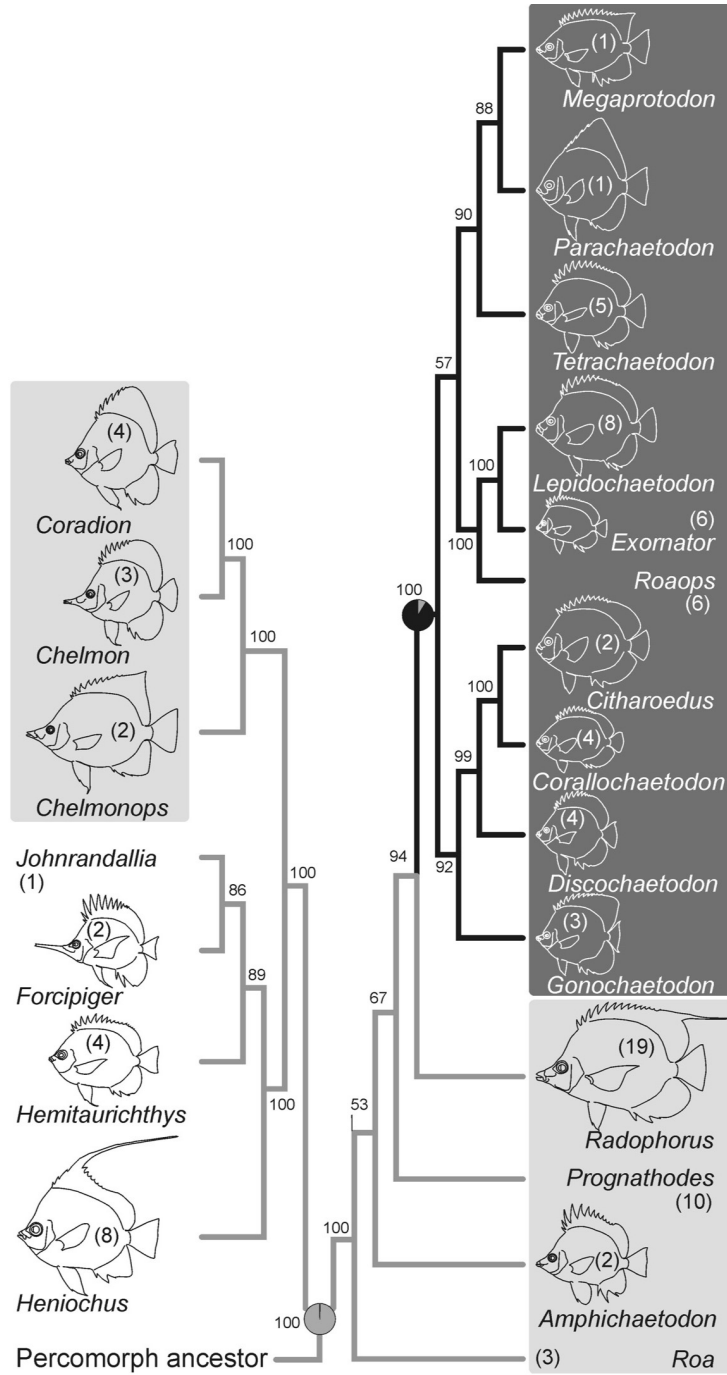 (1)
Megaprotodon
88
(1)
Parachaetodon
90
(5)
Tetrachaetodon
57
(8)
Lepidochaetodon
100
(6)
Exornator
100
Roaops
(6)
100
(2)
Citharoedus
100
(4)
Corallochaetodon
99
(4)
Discochaetodon
92
(3)
Gonochaetodon
94
(19)
Radophorus
67
Prognathodes
(10)
53
(2)
Amphichaetodon
100
(3) Roa
(4)
Coradion
100
(3)
Chelmon
100
(2)
Chelmonops
Johnrandallia
(1)
86
100
(2)
Forcipiger
89
(4)
Hemitaurichthys
100
(8)
Heniochus
100
Percomorph ancestor